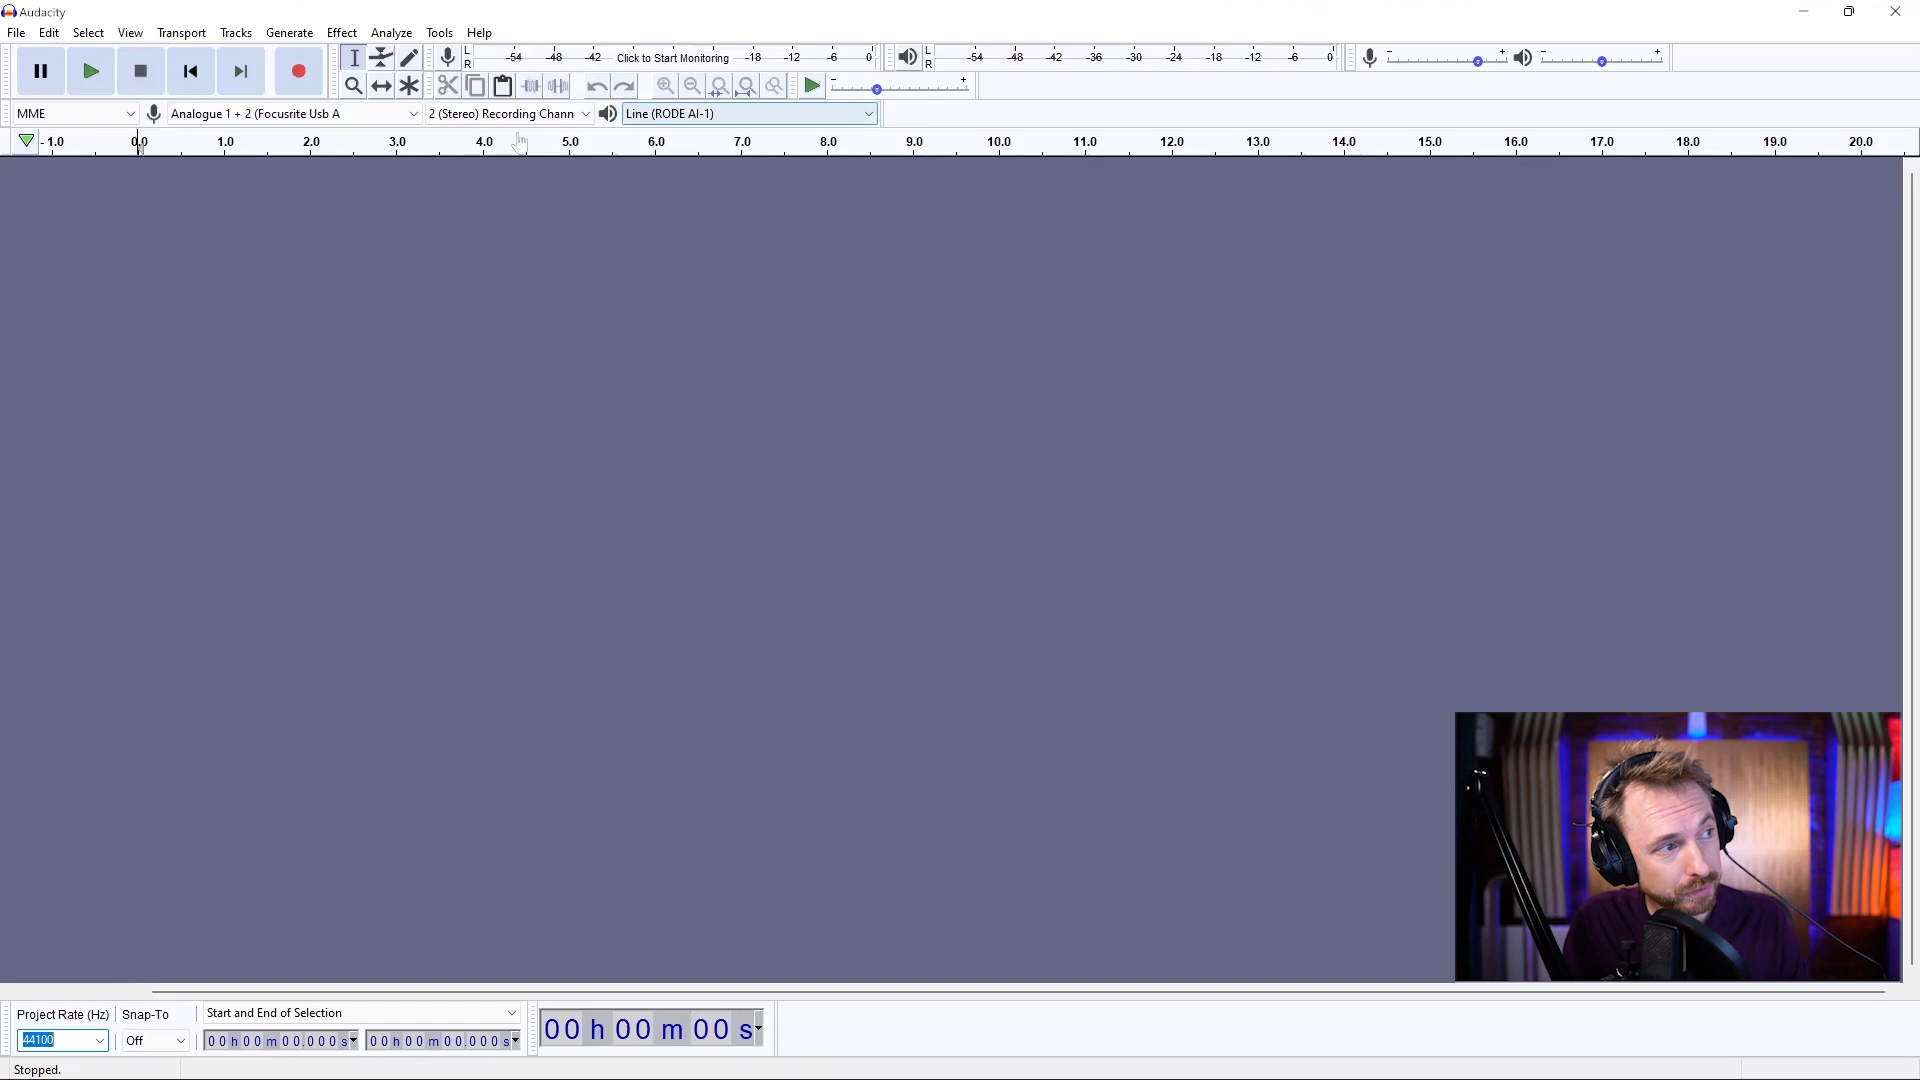 Audacity
File Edit Select View Transport Tracks Generate Effect Analyze Tools Help
L R -54 -48 -42 Click to Start Monitoring -18 -12 -6 0 L R -54 -48 -42 -36 -30 -24 -18 -12 -6 0 - + - +
- +
MME Analogue 1 + 2 (Focusrite Usb A 2 (Stereo) Recording Chann Line (RODE AI-1)
-1.0 0.0 1.0 2.0 3.0 4.0 5.0 6.0 7.0 8.0 9.0 10.0 11.0 12.0 13.0 14.0 15.0 16.0 17.0 18.0 19.0 20.0
Project Rate (Hz) Snap-To Start and End of Selection
44100 Off 00 h 00 m 00.000 s 00 h 00 m 00.000 s 00 h 00 m 00 s
Stopped.